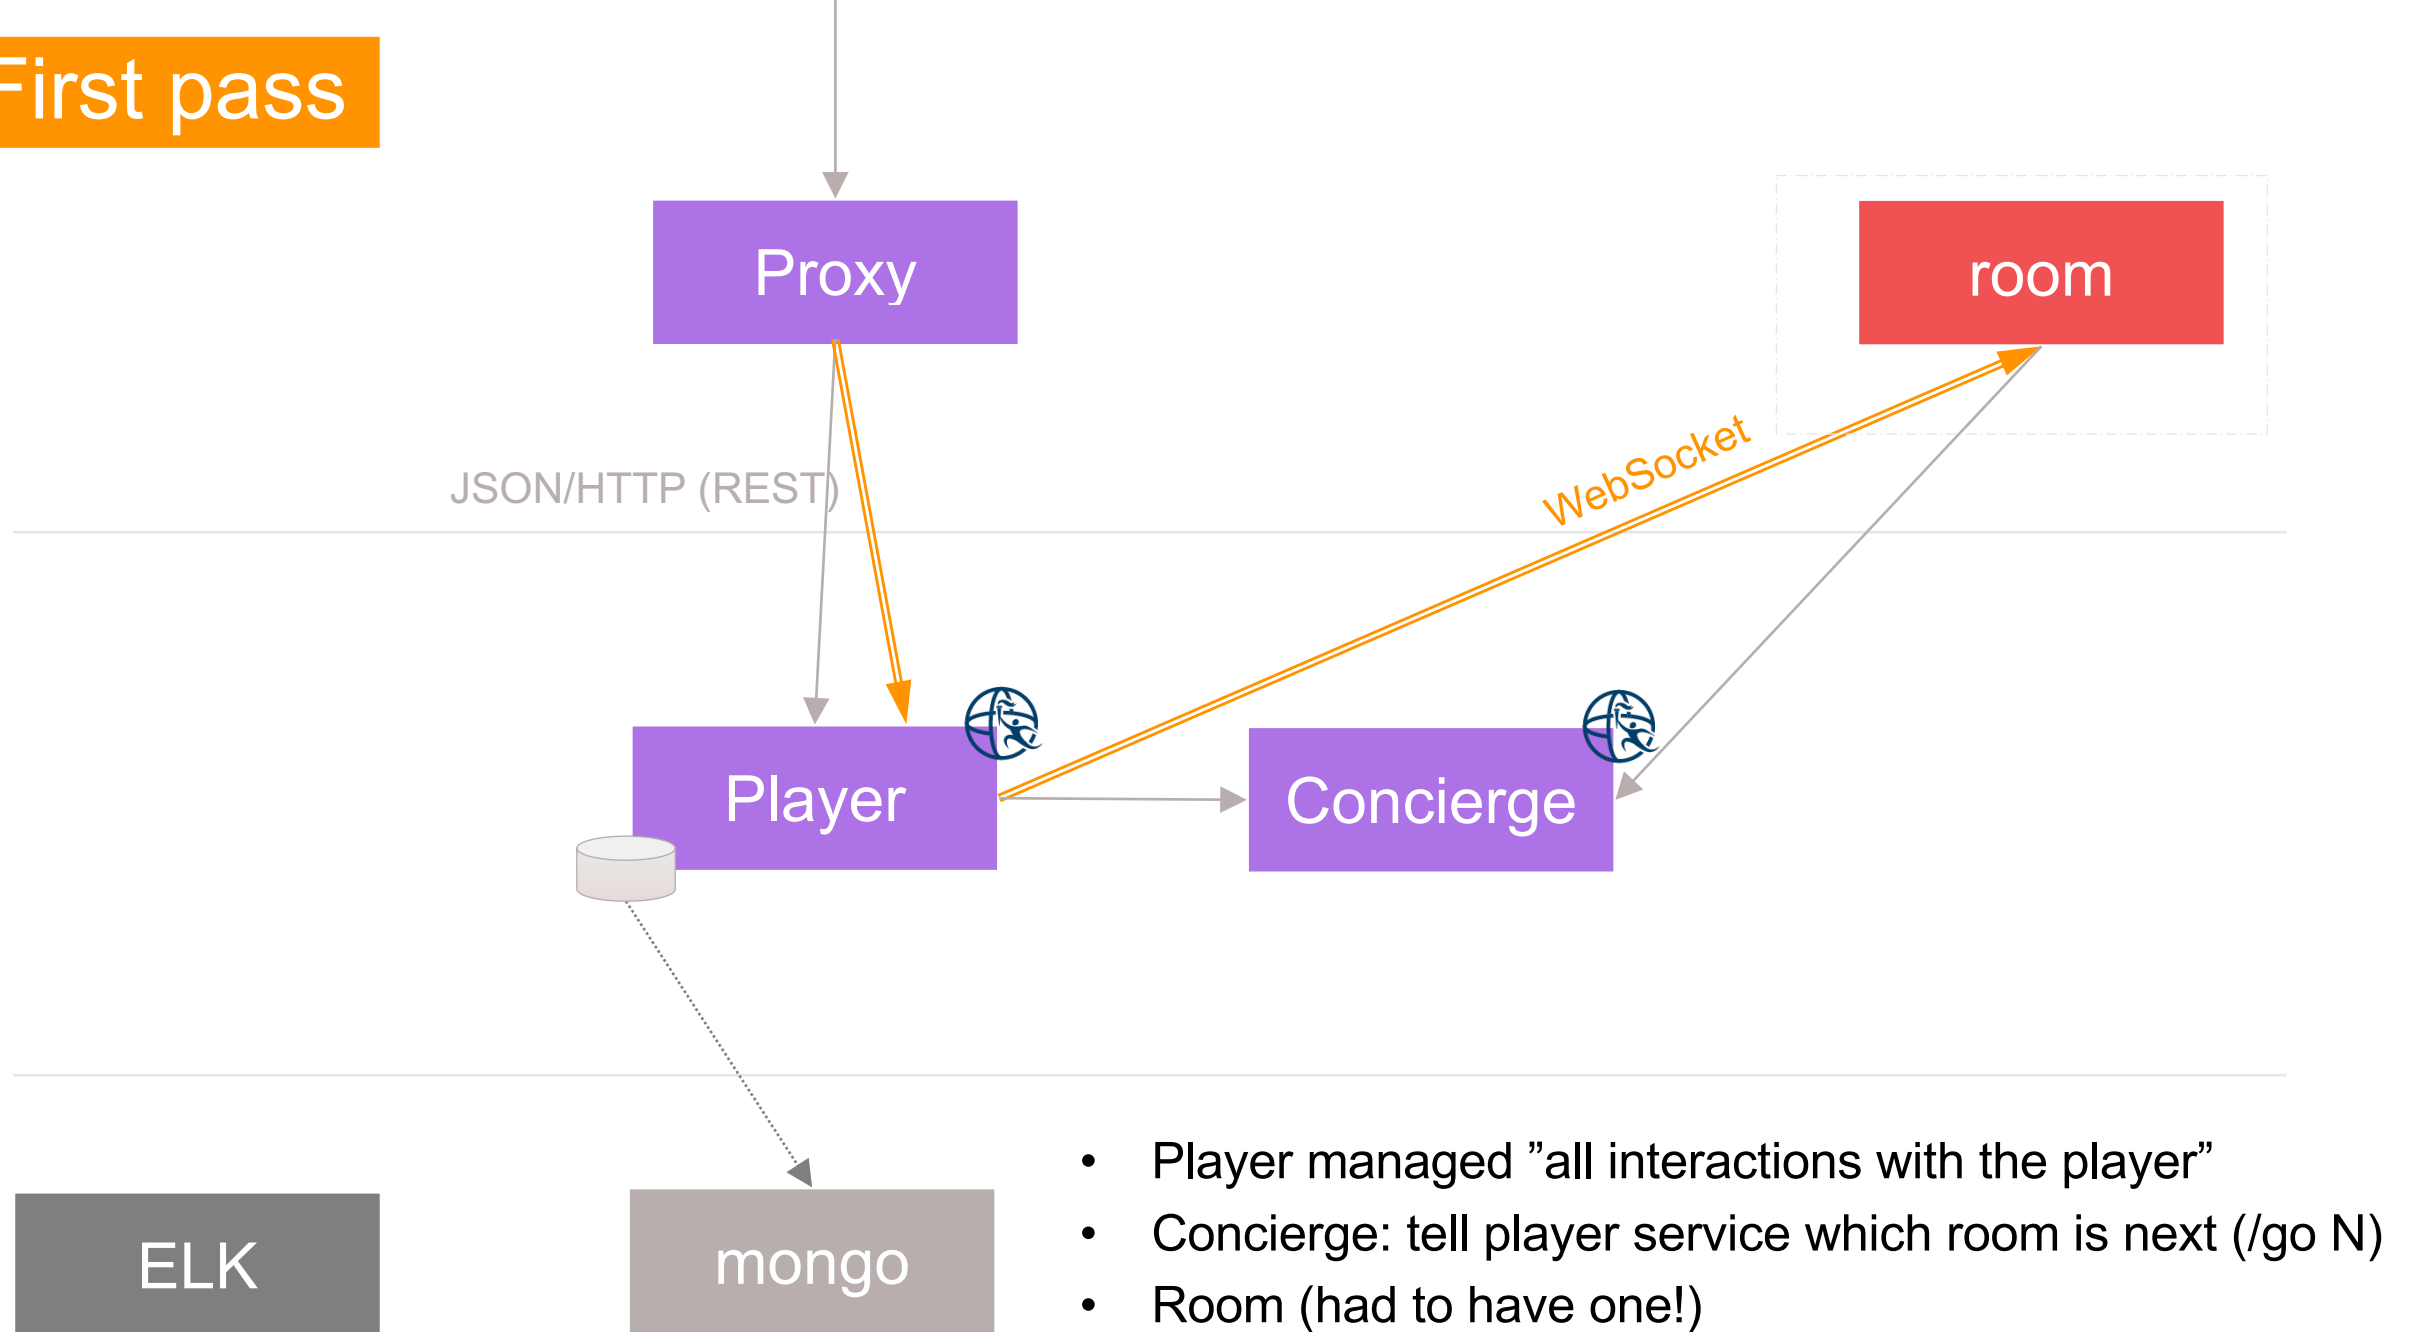 First pass
Proxy
room
JSON/HTTP (REST)
WebSocket
Player
Concierge
ELK
mongo
• Player managed ”all interactions with the player”
• Concierge: tell player service which room is next (/go N)
• Room (had to have one!)